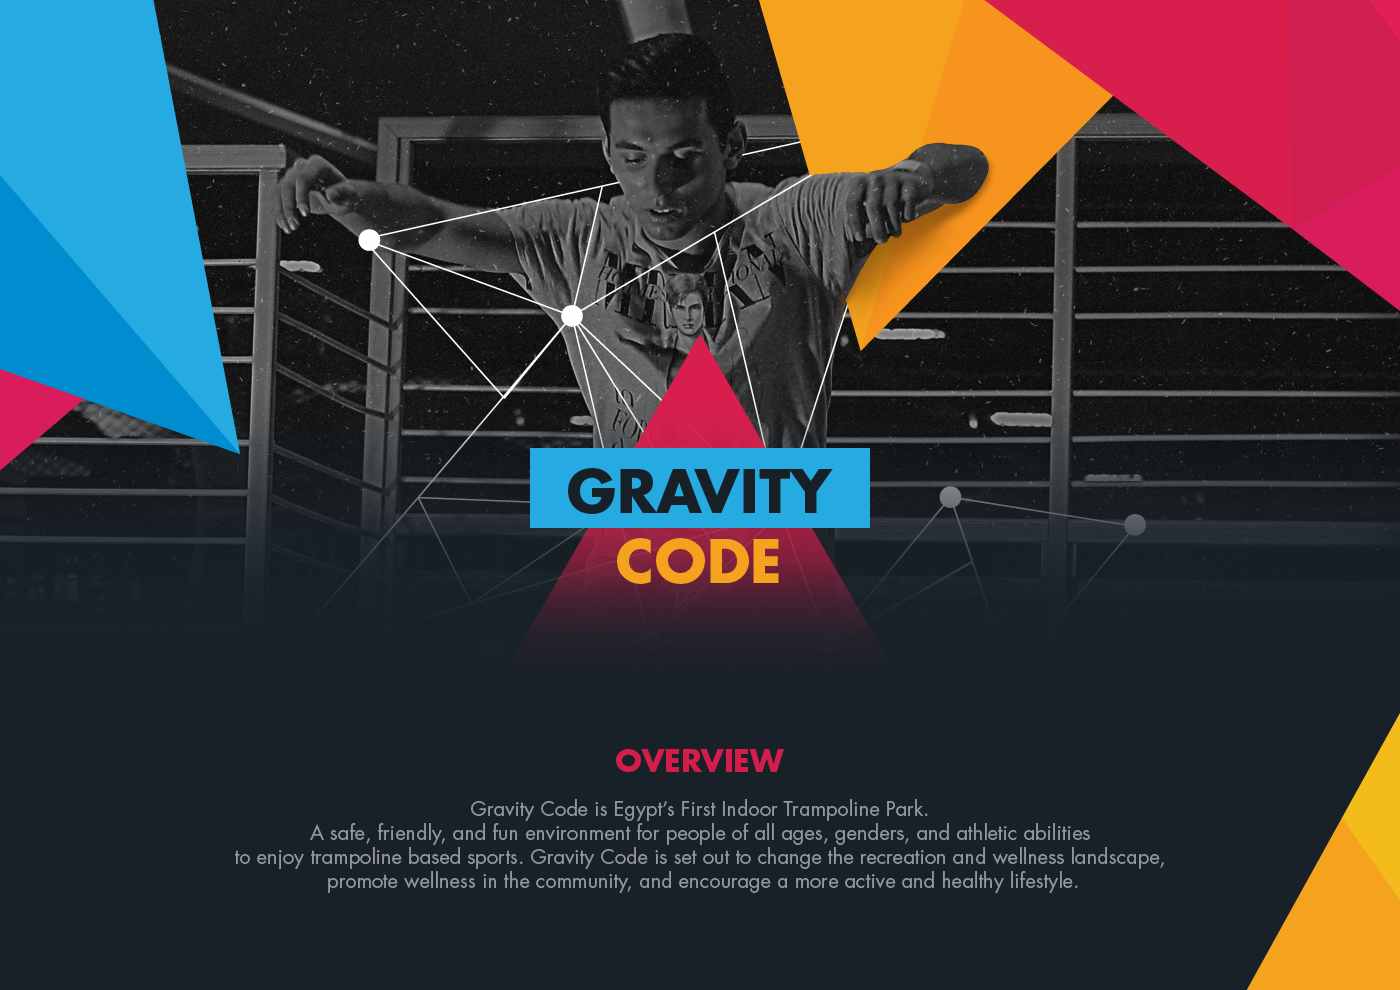 GRAVITY
CODE
OVERVIEW
Gravity Code is Egypt's First Indoor Trampoline Park.
A safe, friendly, and fun environment for people of all ages, genders, and athletic abilities
to enjoy trampoline based sports. Gravity Code is set out to change the recreation and wellness landscape,
promote wellness in the community, and encourage a more active and healthy lifestyle.